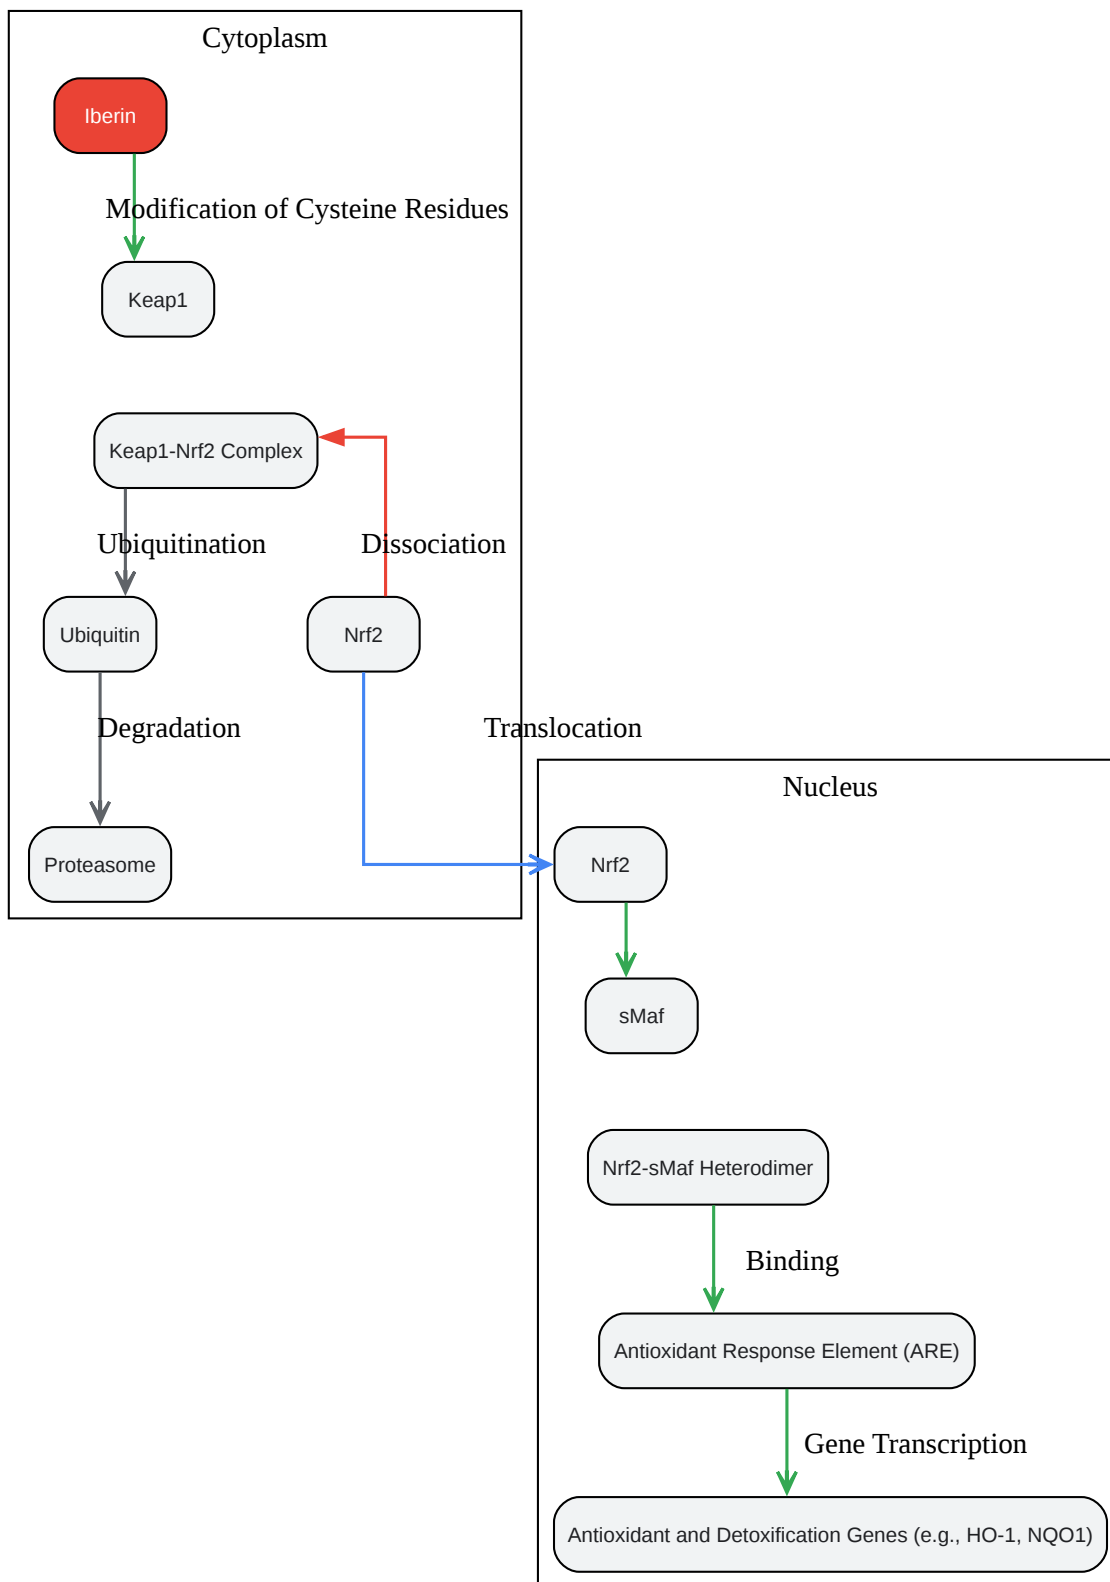 Cytoplasm
Iberin
Modification of Cysteine Residues
Keap1
Keap1-Nrf2 Complex
Ubiquitination
Dissociation
Ubiquitin
Nrf2
Degradation
Translocation
Nucleus
Proteasome
Nrf2
sMaf
Nrf2-sMaf Heterodimer
Binding
Antioxidant Response Element (ARE)
Gene Transcription
Antioxidant and Detoxification Genes (e.g., HO-1, NQO1)